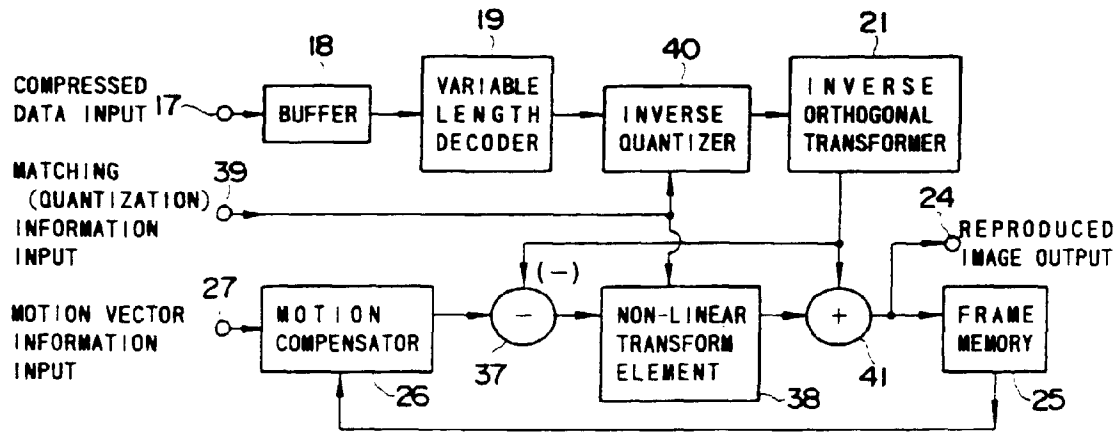 19
21
18
40
COMPRESSED
DATA INPUT 17
BUFFER
VARIABLE
LENGTH
DECODER
INVERSE
QUANTIZER
INVERSE
ORTHOGONAL
TRANSFORMER
MATCHING
(QUANTIZATION)
INFORMATION
INPUT
39
24
REPRODUCED
IMAGE OUTPUT
(-)
27
MOTION VECTOR
INFORMATION
INPUT
MOTION
COMPENSATOR
-
NON-LINEAR
TRANSFORM
ELEMENT
+
FRAME
MEMORY
26
37
38
41
25